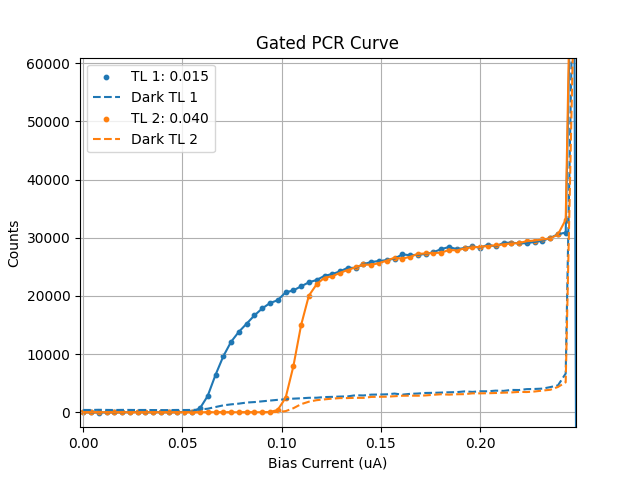 Gated PCR Curve
60000
50000
40000
30000
20000
10000
0
Counts
TL 1: 0.015
Dark TL 1
TL 2: 0.040
Dark TL 2
0.00 0.05 0.10 0.15 0.20
Bias Current (uA)